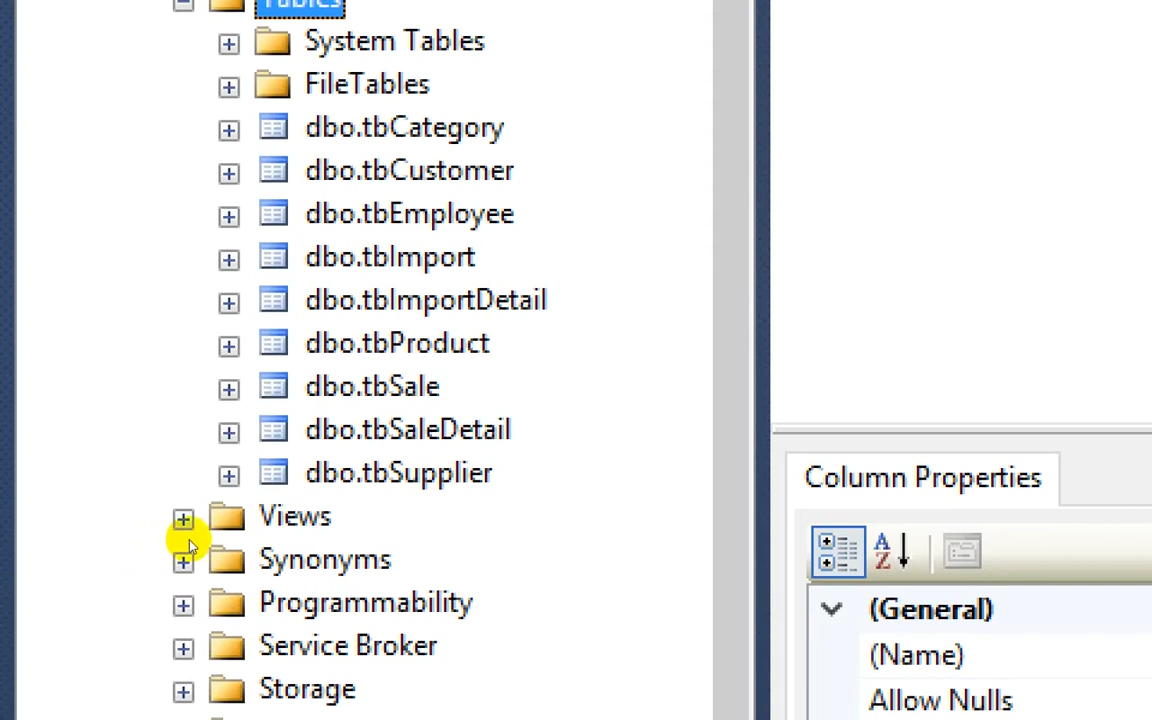 Tables
System Tables
FileTables
dbo.tbCategory
dbo.tbCustomer
dbo.tbEmployee
dbo.tbImport
dbo.tbImportDetail
dbo.tbProduct
dbo.tbSale
dbo.tbSaleDetail
dbo.tbSupplier
Views
Synonyms
Programmability
Service Broker
Storage
Column Properties
A
Z
(General)
(Name)
Allow Nulls